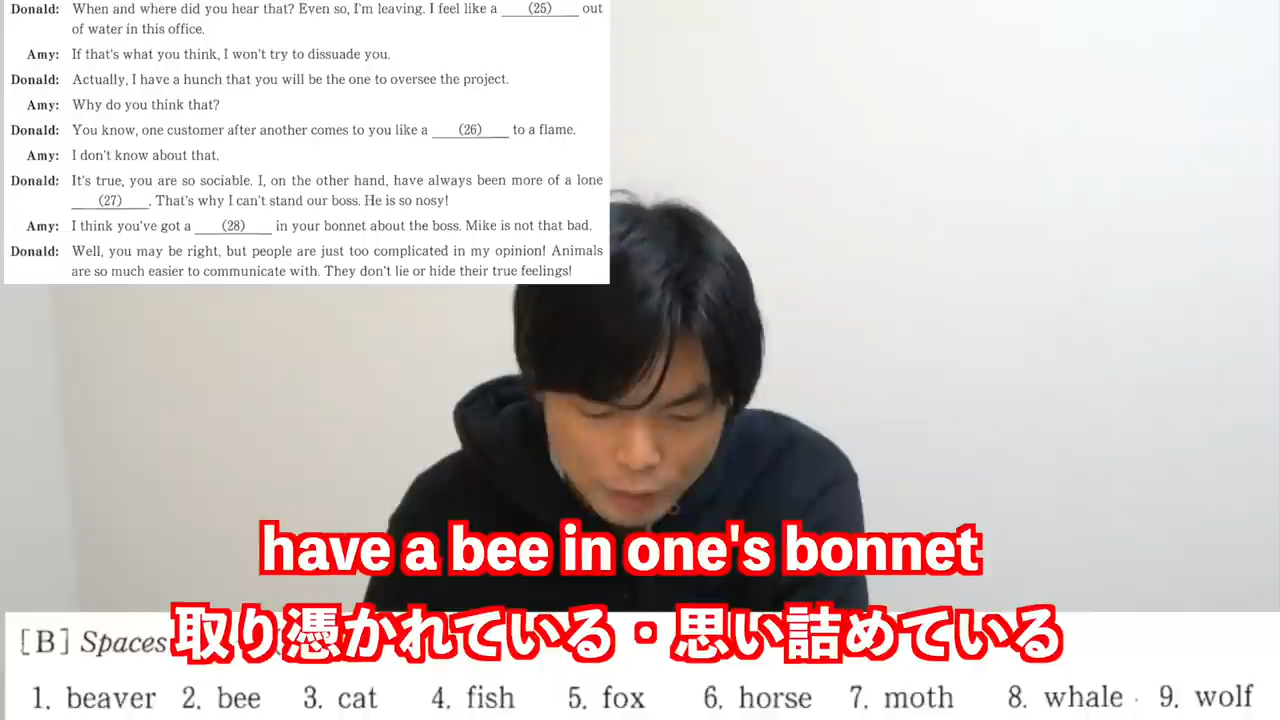 Donald: When and where did you hear that? Even so, I'm leaving. I feel like a (25) out
of water in this office.
Amy: If that's what you think, I won't try to dissuade you.
Donald: Actually, I have a hunch that you will be the one to oversee the project.
Amy: Why do you think that?
Donald: You know, one customer after another comes to you like a (26) to a flame.
Amy: I don't know about that.
Donald: It's true, you are so sociable. I, on the other hand, have always been more of a lone
(27) . That's why I can't stand our boss. He is so nosy!
Amy: I think you've got a (28) in your bonnet about the boss. Mike is not that bad.
Donald: Well, you may be right, but people are just too complicated in my opinion! Animals
are so much easier to communicate with. They don't lie or hide their true feelings!
have a bee in one's bonnet
取り憑かれている・思い詰めている
[B] Spaces
1. beaver 2. bee 3. cat 4. fish 5. fox 6. horse 7. moth 8. whale 9. wolf